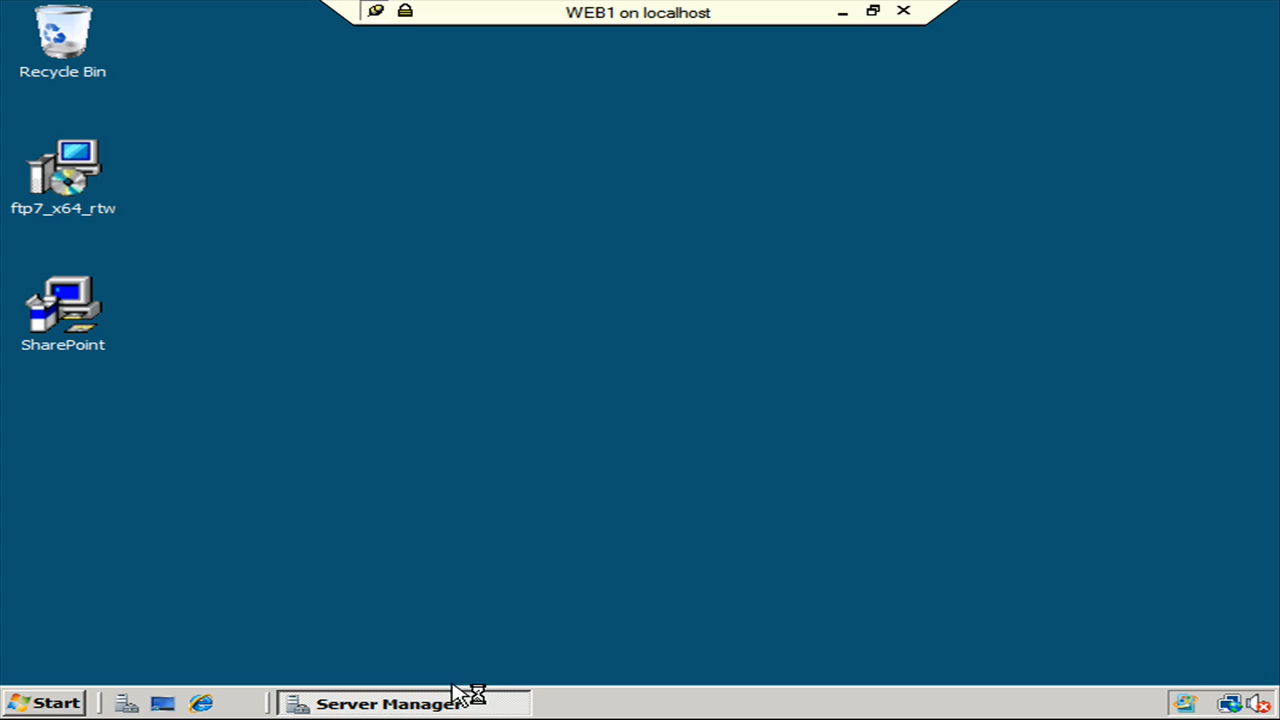 WEB1 on localhost
Recycle Bin
ftp7_x64_rtw
SharePoint
Start
Server Manager